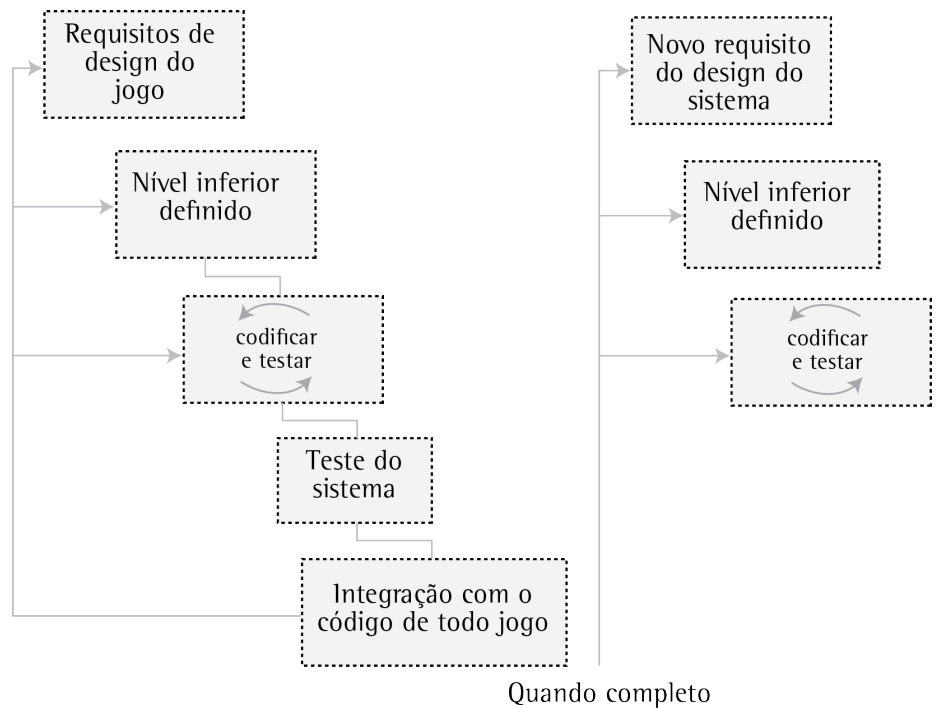 Requisitos de
design do
jogo
Nível inferior
definido
codificar
e testar
Teste do
sistema
Integração com o
código de todo jogo
Novo requisito
do design do
sistema
Nível inferior
definido
codificar
e testar
Quando completo